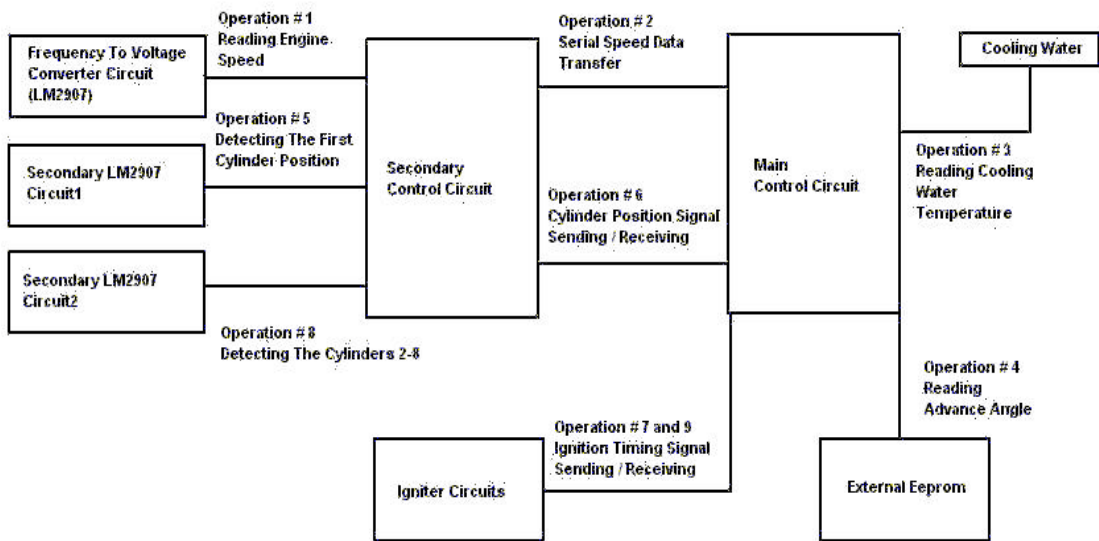 Operation # 1
Reading Engine
Speed
Operation # 2
Serial Speed Data
Transfer
Frequency To Voltage
Converter Circuit
(LM2907)
Cooling Water
Operation # 5
Detecting The First
Cylinder Position
Secondary LM2907
Circuit1
Secondary
Control Circuit
Main
Control Circuit
Operation # 3
Reading Cooling
Water
Temperature
Operation # 6
Cylinder Position Signal
Sending / Receiving
Secondary LM2907
Circuit2
Operation # 8
Detecting The Cylinders 2-8
Operation # 4
Reading
Advance Angle
Operation # 7 and 9
Ignition Timing Signal
Sending / Receiving
Igniter Circuits
External Eeprom